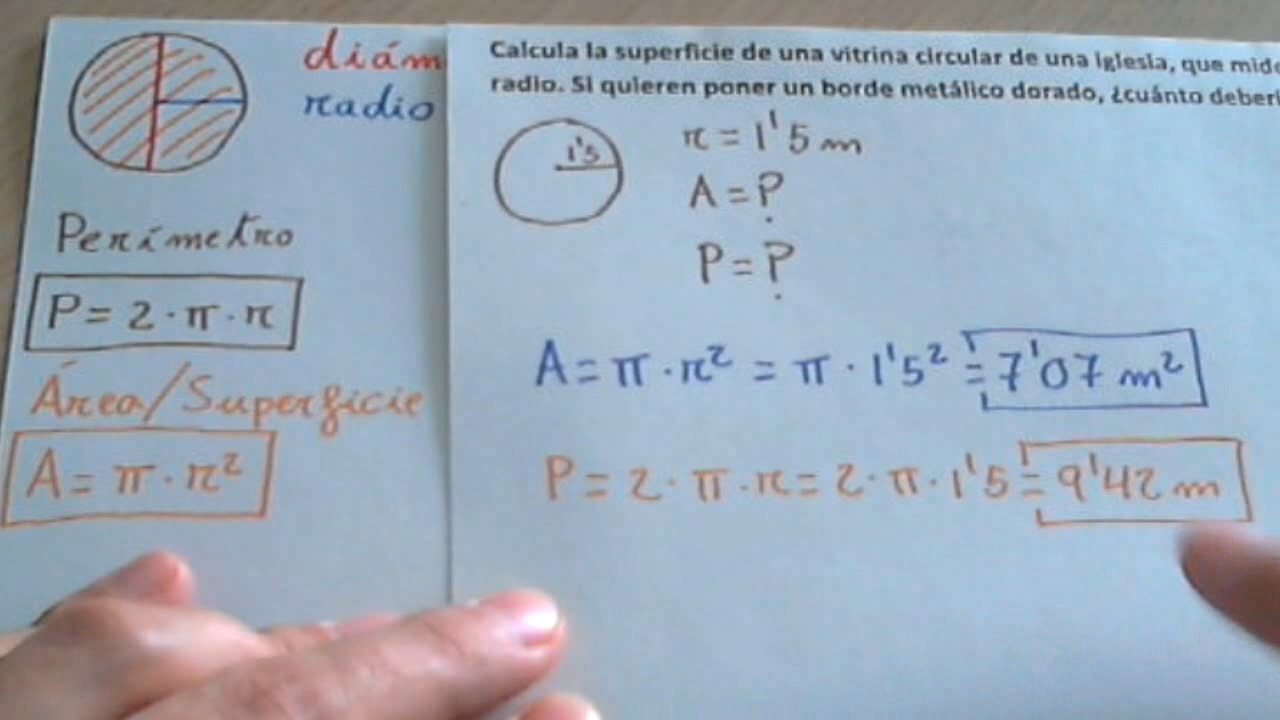 diám
radio
Perímetro
P = 2 · π · r
Área/Superficie
A = π · r²
Calcula la superficie de una vitrina circular de una iglesia, que mide
radio. Si quieren poner un borde metálico dorado, ¿cuánto deberí
1'5
r = 1'5 m
A = ?
P = ?
A = π · r² = π · 1'5² = 7'07 m²
P = 2 · π · r = 2 · π · 1'5 = 9'42 m